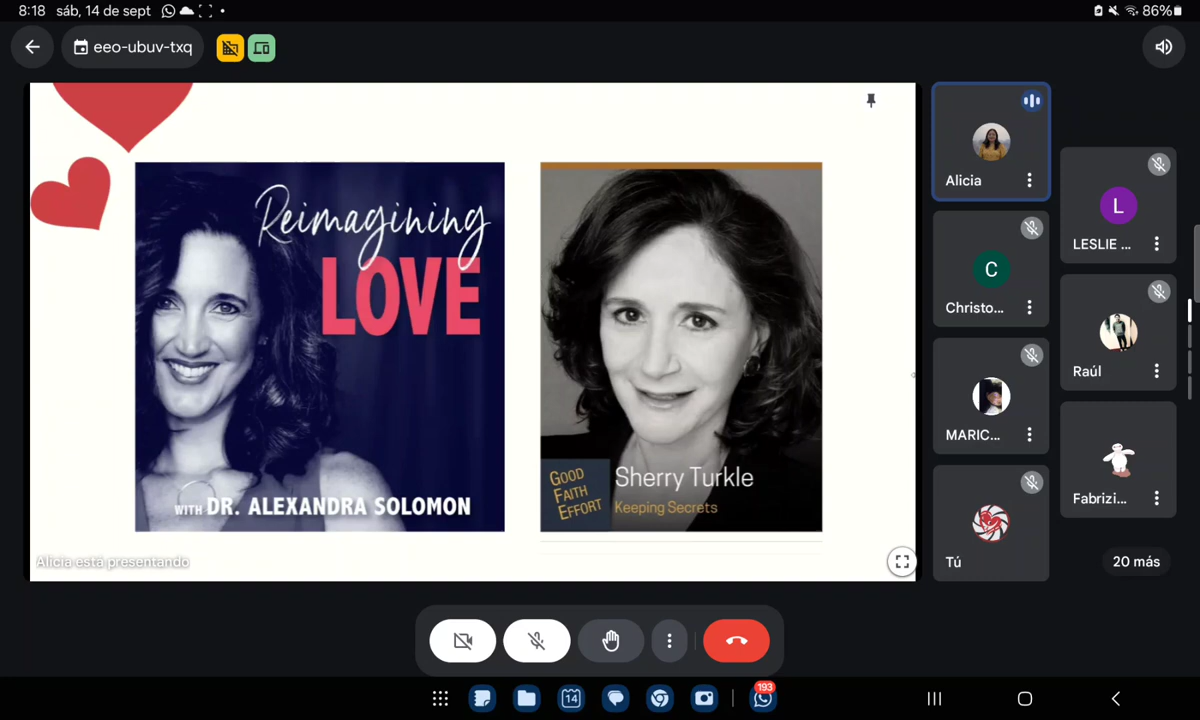 8:18 sáb, 14 de sept
86%
eeo-ubuv-txq
Reimagining
LOVE
WITH DR. ALEXANDRA SOLOMON
GOOD
FAITH
EFFORT
Sherry Turkle
Keeping Secrets
Alicia está presentando
Alicia
L
LESLIE ...
C
Christo...
Raúl
MARIC...
Fabrizi...
Tú
20 más
14
193